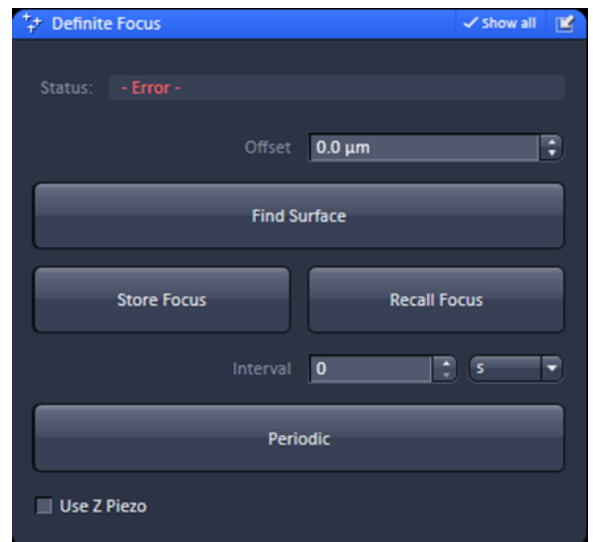 Definite Focus Show all
Status: - Error -
Offset 0.0 µm
Find Surface
Store Focus Recall Focus
Interval 0 s
Periodic
Use Z Piezo